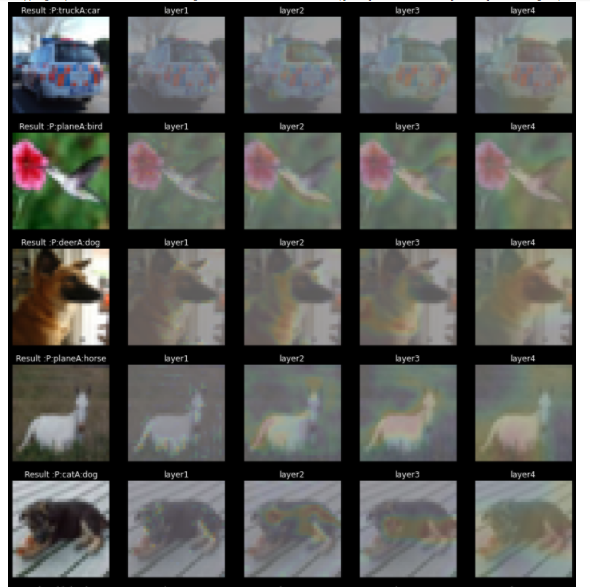 Result :P:truckA:car layer1 layer2 layer3 layer4
Result :P:planeA:bird layer1 layer2 layer3 layer4
Result :P:deerA:dog layer1 layer2 layer3 layer4
Result :P:planeA:horse layer1 layer2 layer3 layer4
Result :P:catA:dog layer1 layer2 layer3 layer4